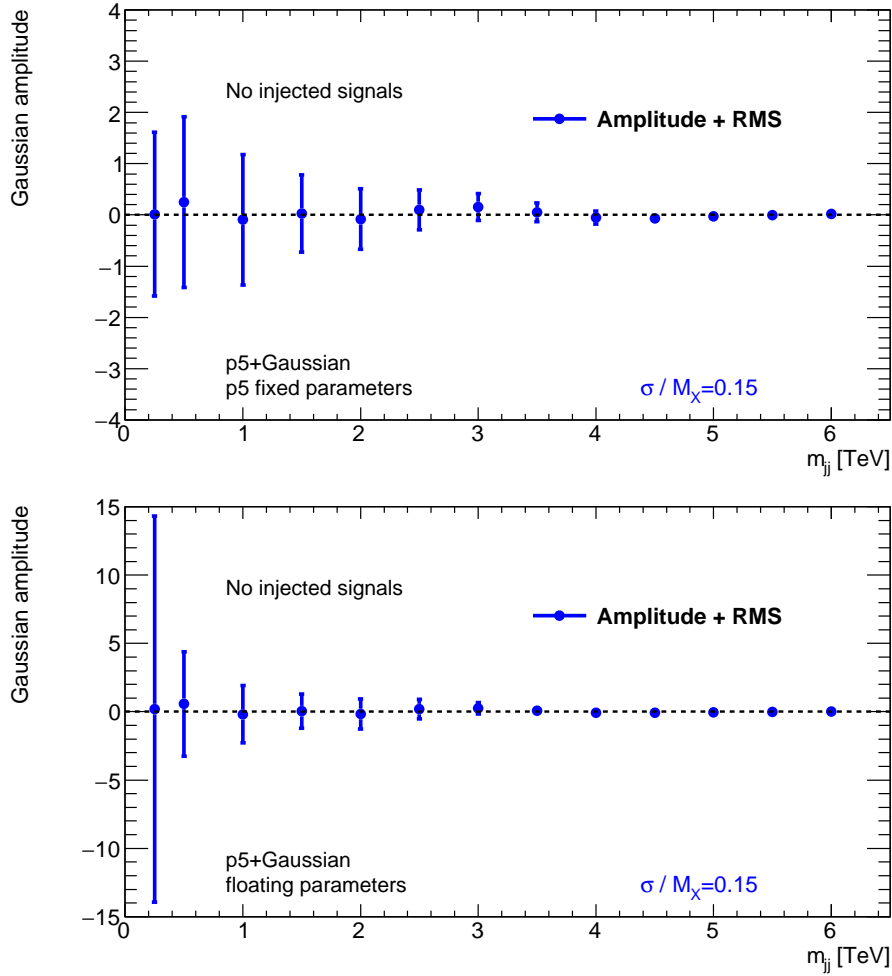 Gaussian amplitude
4
3
2
1
0
−1
−2
−3
−4
No injected signals
Amplitude + RMS
p5+Gaussian
p5 fixed parameters
σ / M_X=0.15
0 1 2 3 4 5 6
m_jj [TeV]
Gaussian amplitude
15
10
5
0
−5
−10
−15
No injected signals
Amplitude + RMS
p5+Gaussian
floating parameters
σ / M_X=0.15
0 1 2 3 4 5 6
m_jj [TeV]